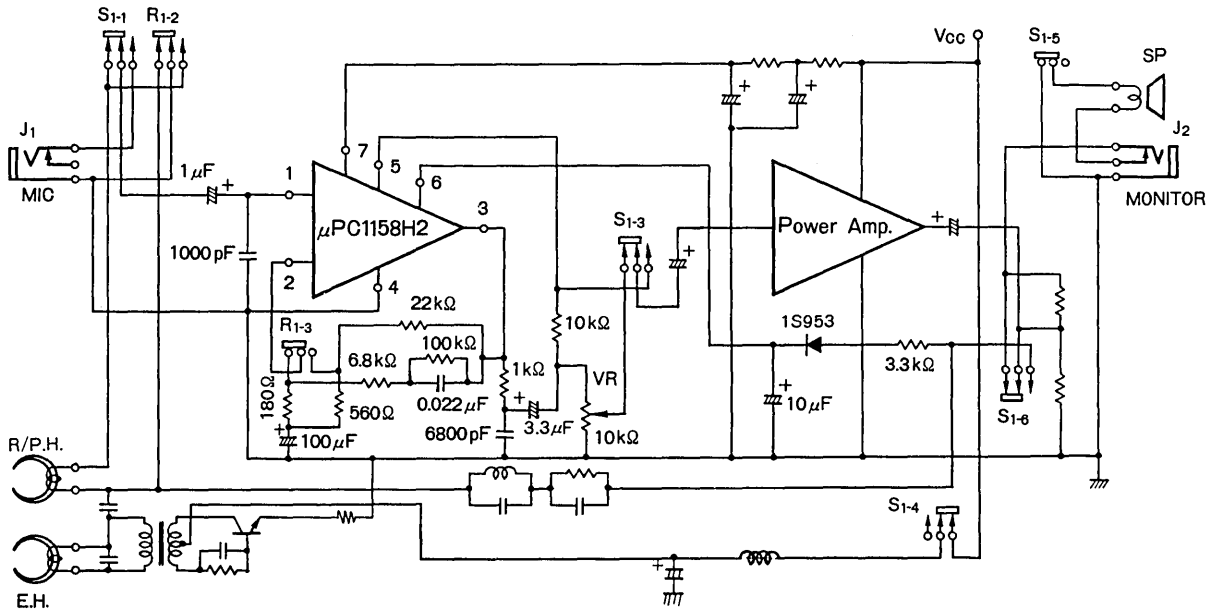 S1-1 R1-2
VCC
S1-5
SP
J1
J2
MIC
MONITOR
1μF
+
1
2
3
4
5
6
7
μPC1158H2
1000pF
S1-3
+
+
+
Power Amp.
+
R1-3
22kΩ
100kΩ
6.8kΩ
0.022μF
180Ω
560Ω
+
100μF
10kΩ
1kΩ
VR
+
3.3μF
10kΩ
6800pF
1S953
3.3kΩ
+
10μF
S1-6
R/P.H.
S1-4
+
E.H.